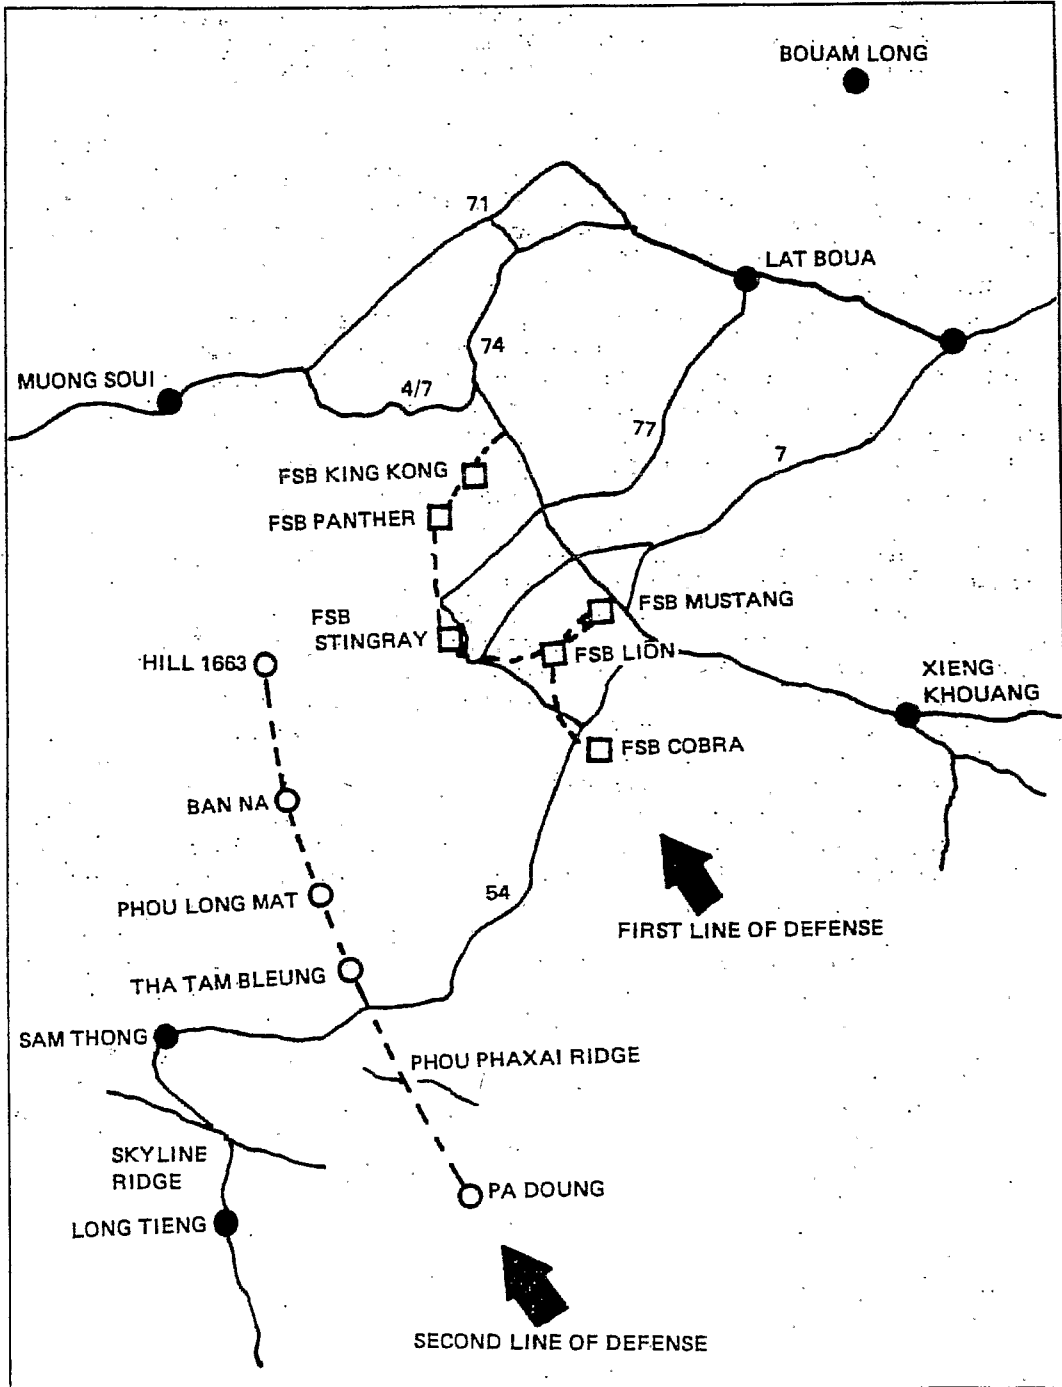 BOUAM LONG
71
LAT BOUA
74
MUONG SOUI
4/7
77
7
FSB KING KONG
FSB PANTHER
FSB MUSTANG
FSB
STINGRAY
FSB LION
HILL 1663
XIENG
KHOUANG
FSB COBRA
BAN NA
PHOU LONG MAT
54
FIRST LINE OF DEFENSE
THA TAM BLEUNG
SAM THONG
PHOU PHAXAI RIDGE
SKYLINE
RIDGE
PA DOUNG
LONG TIENG
SECOND LINE OF DEFENSE